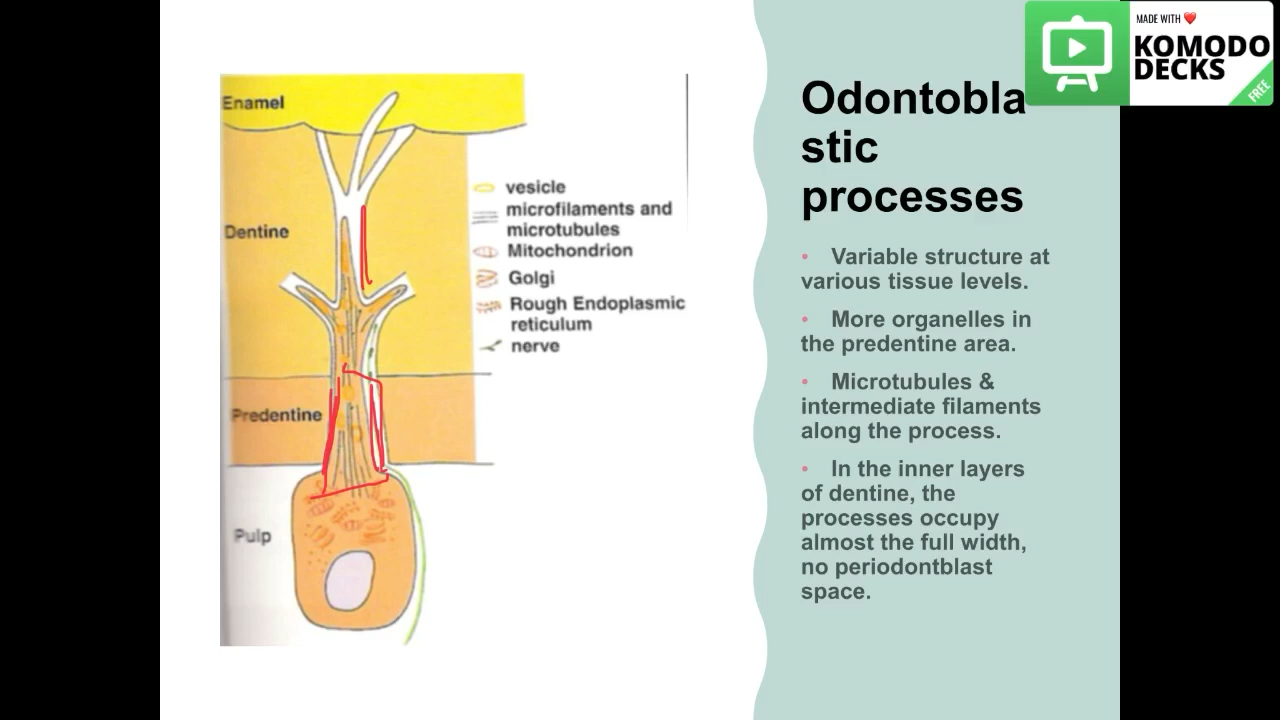 MADE WITH ❤️
KOMODO
DECKS
FREE
Odontobla
stic
processes
Enamel
Dentine
Predentine
Pulp
vesicle
microfilaments and
microtubules
Mitochondrion
Golgi
Rough Endoplasmic
reticulum
nerve
• Variable structure at
various tissue levels.
• More organelles in
the predentine area.
• Microtubules &
intermediate filaments
along the process.
• In the inner layers
of dentine, the
processes occupy
almost the full width,
no periodontblast
space.